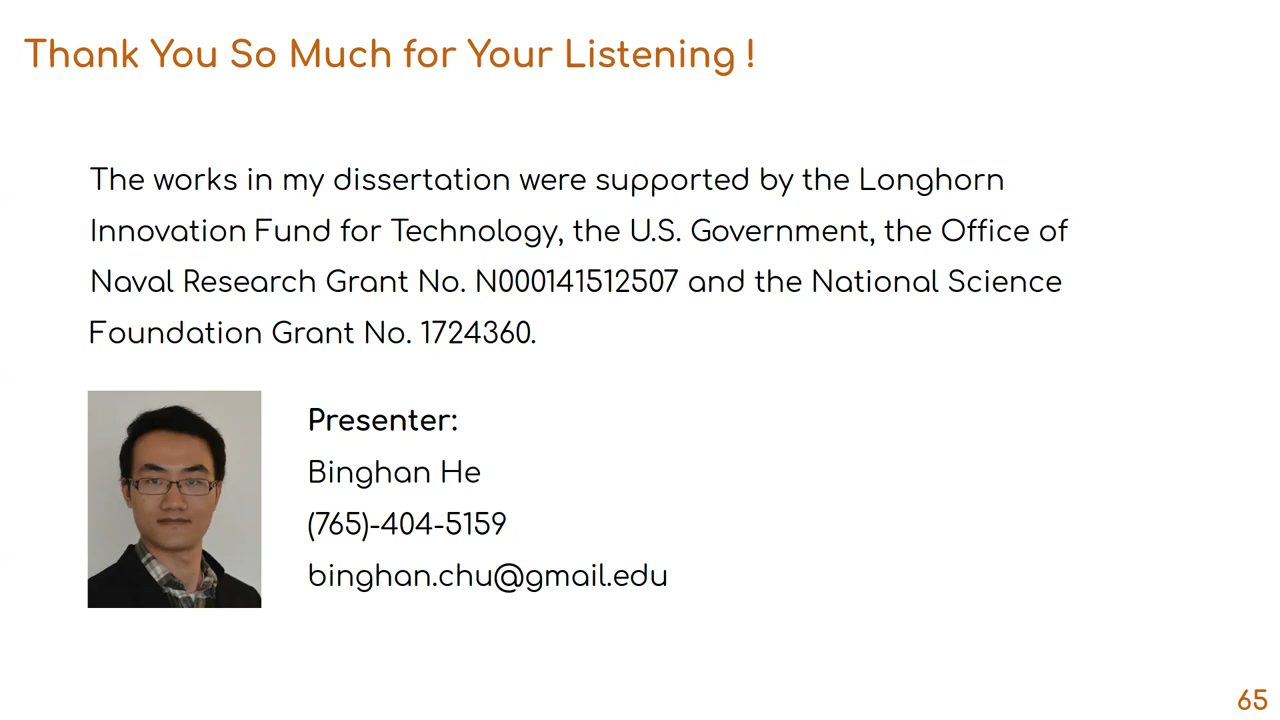 Thank You So Much for Your Listening !
The works in my dissertation were supported by the Longhorn
Innovation Fund for Technology, the U.S. Government, the Office of
Naval Research Grant No. N000141512507 and the National Science
Foundation Grant No. 1724360.
Presenter:
Binghan He
(765)-404-5159
binghan.chu@gmail.edu
65